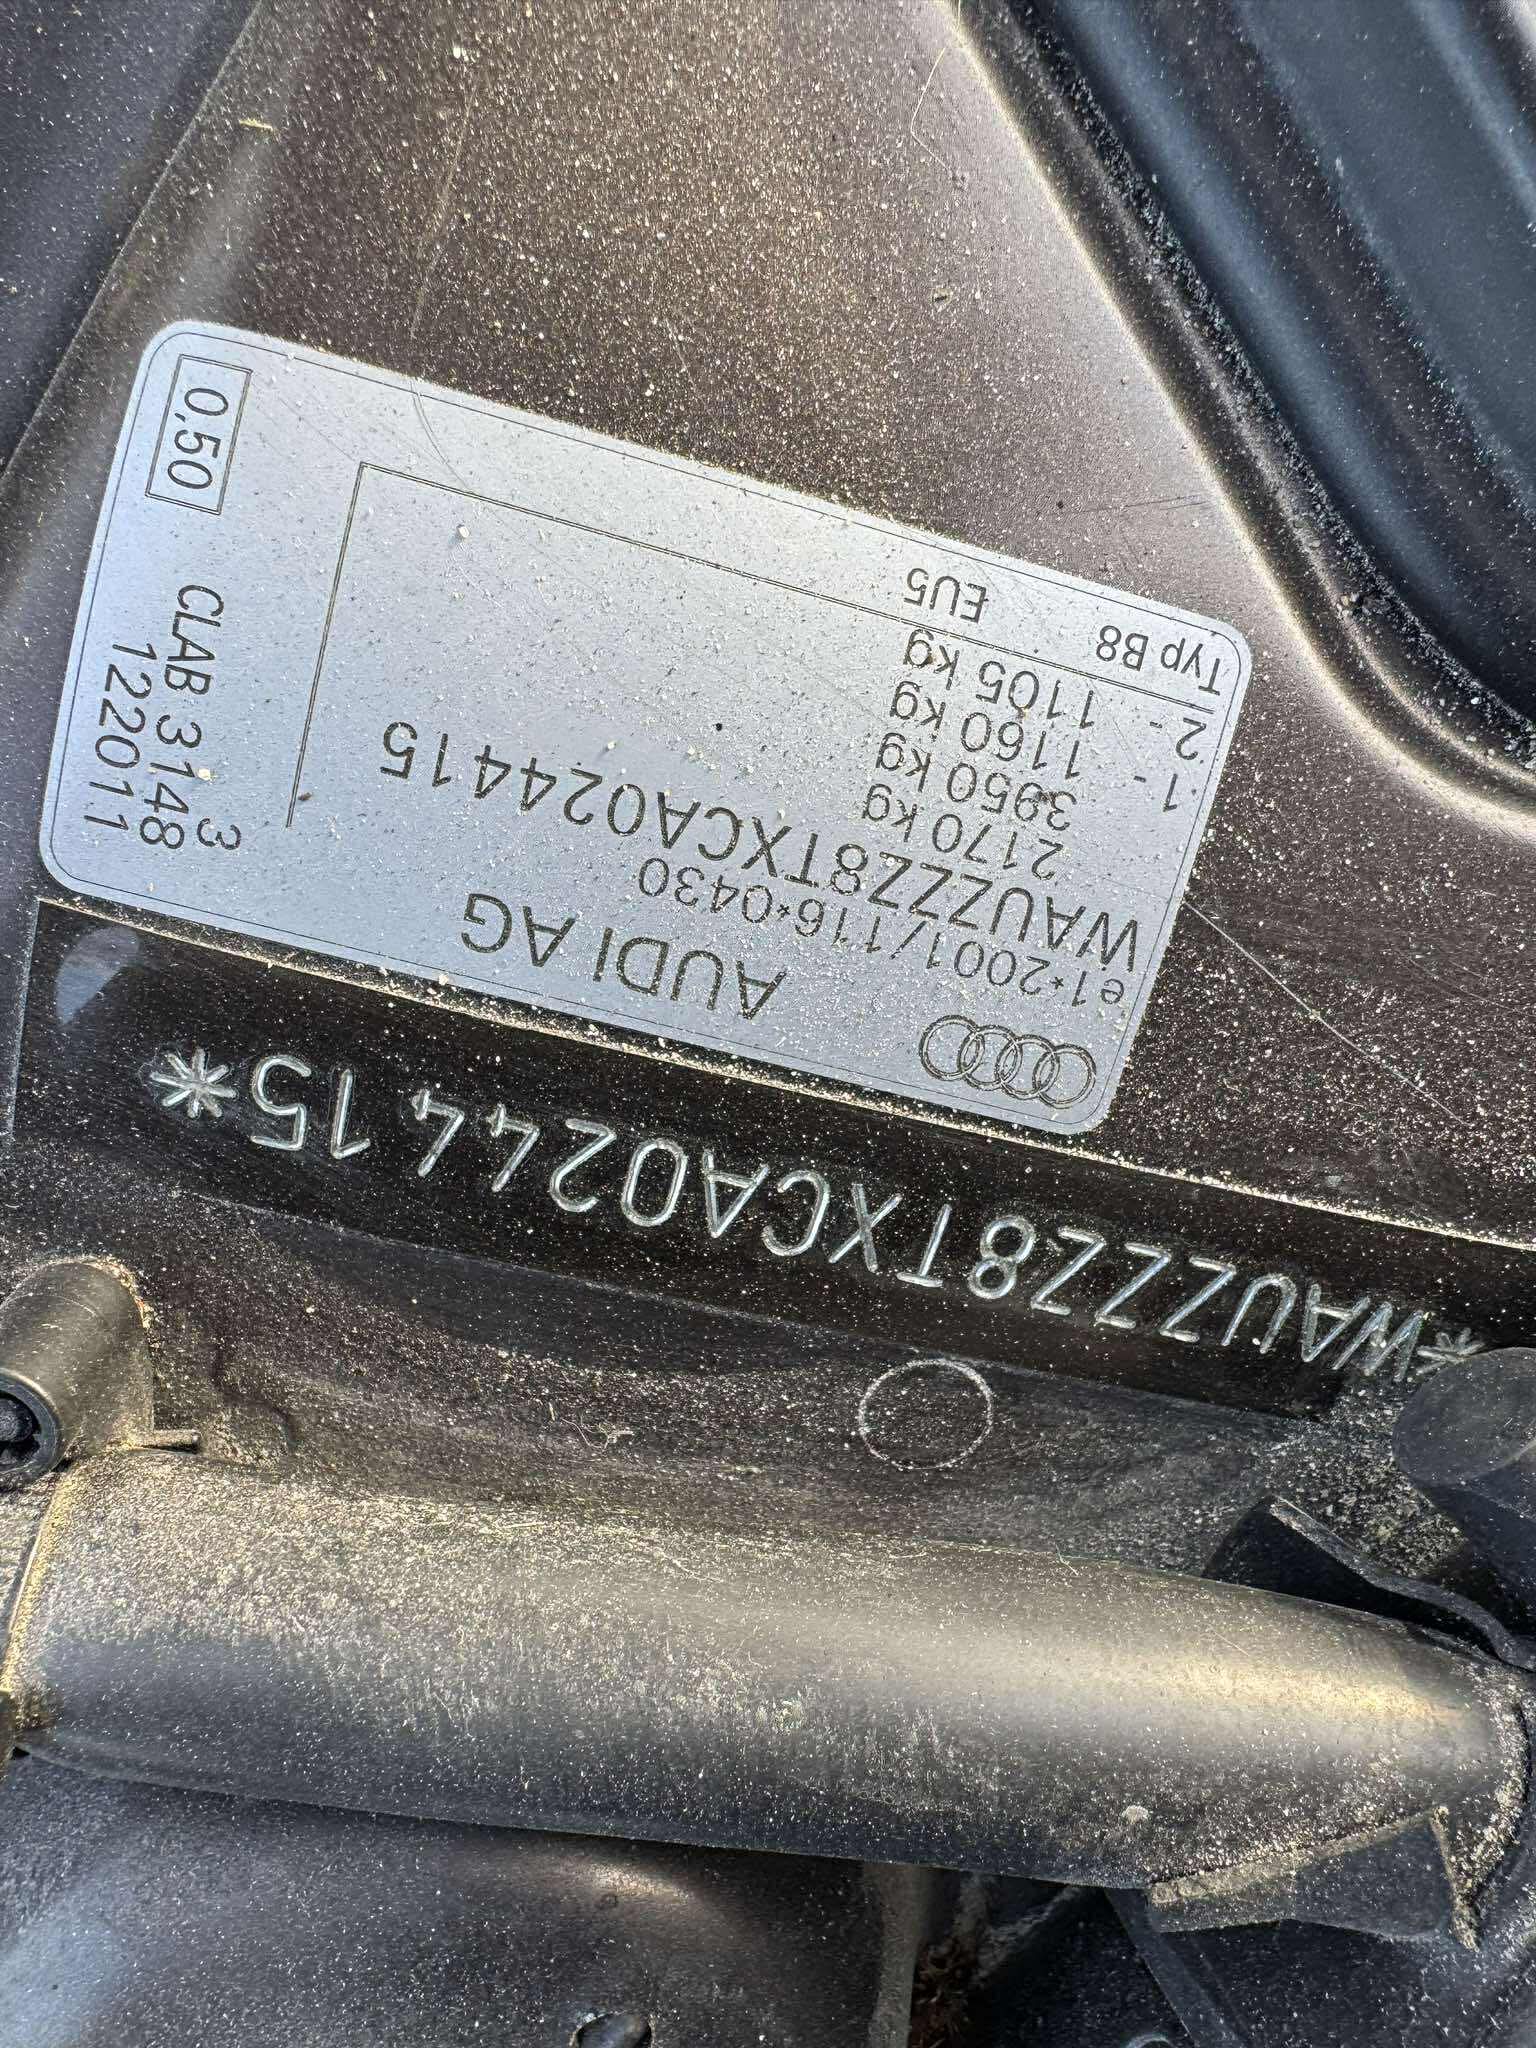 AUDI AG
e1*2001/116*0430
WAUZZZ8TXCA024415
2170 kg
3950 kg
1 - 1160 kg
2 - 1105 kg
Typ B8 EU5
3
CLAB 3148
122011
0,50
*WAUZZZ8TXCA024415*